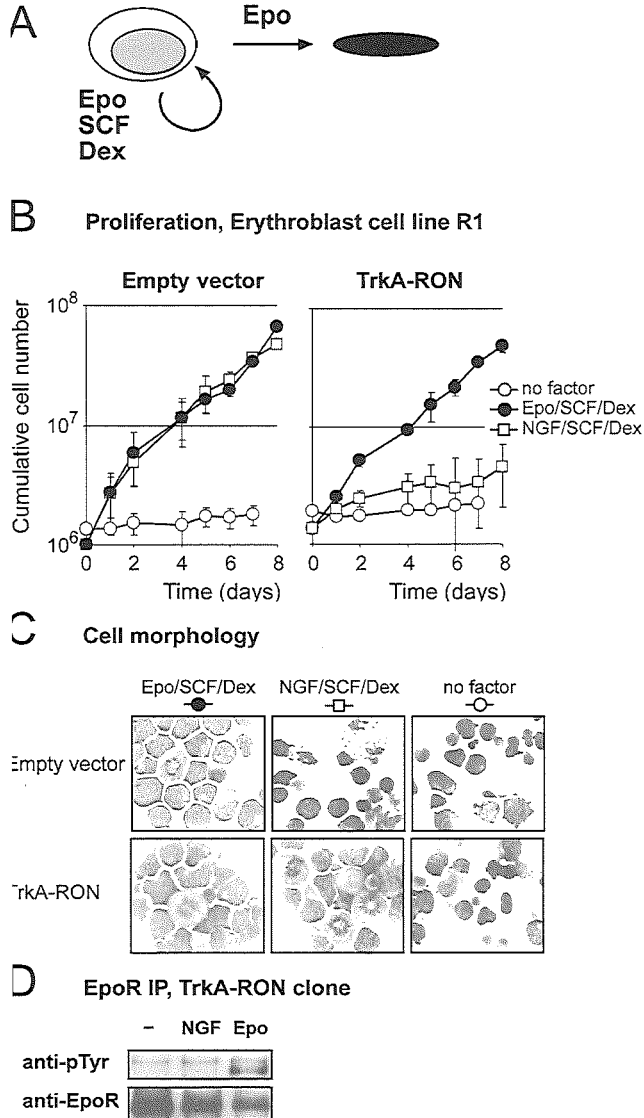 A
Epo
Epo
SCF
Dex
B Proliferation, Erythroblast cell line R1
Empty vector TrkA-RON
Cumulative cell number
10^8
10^7
10^6
no factor
Epo/SCF/Dex
NGF/SCF/Dex
0 2 4 6 8 0 2 4 6 8
Time (days) Time (days)
C Cell morphology
Epo/SCF/Dex NGF/SCF/Dex no factor
Empty vector
TrkA-RON
D EpoR IP, TrkA-RON clone
– NGF Epo
anti-pTyr
anti-EpoR